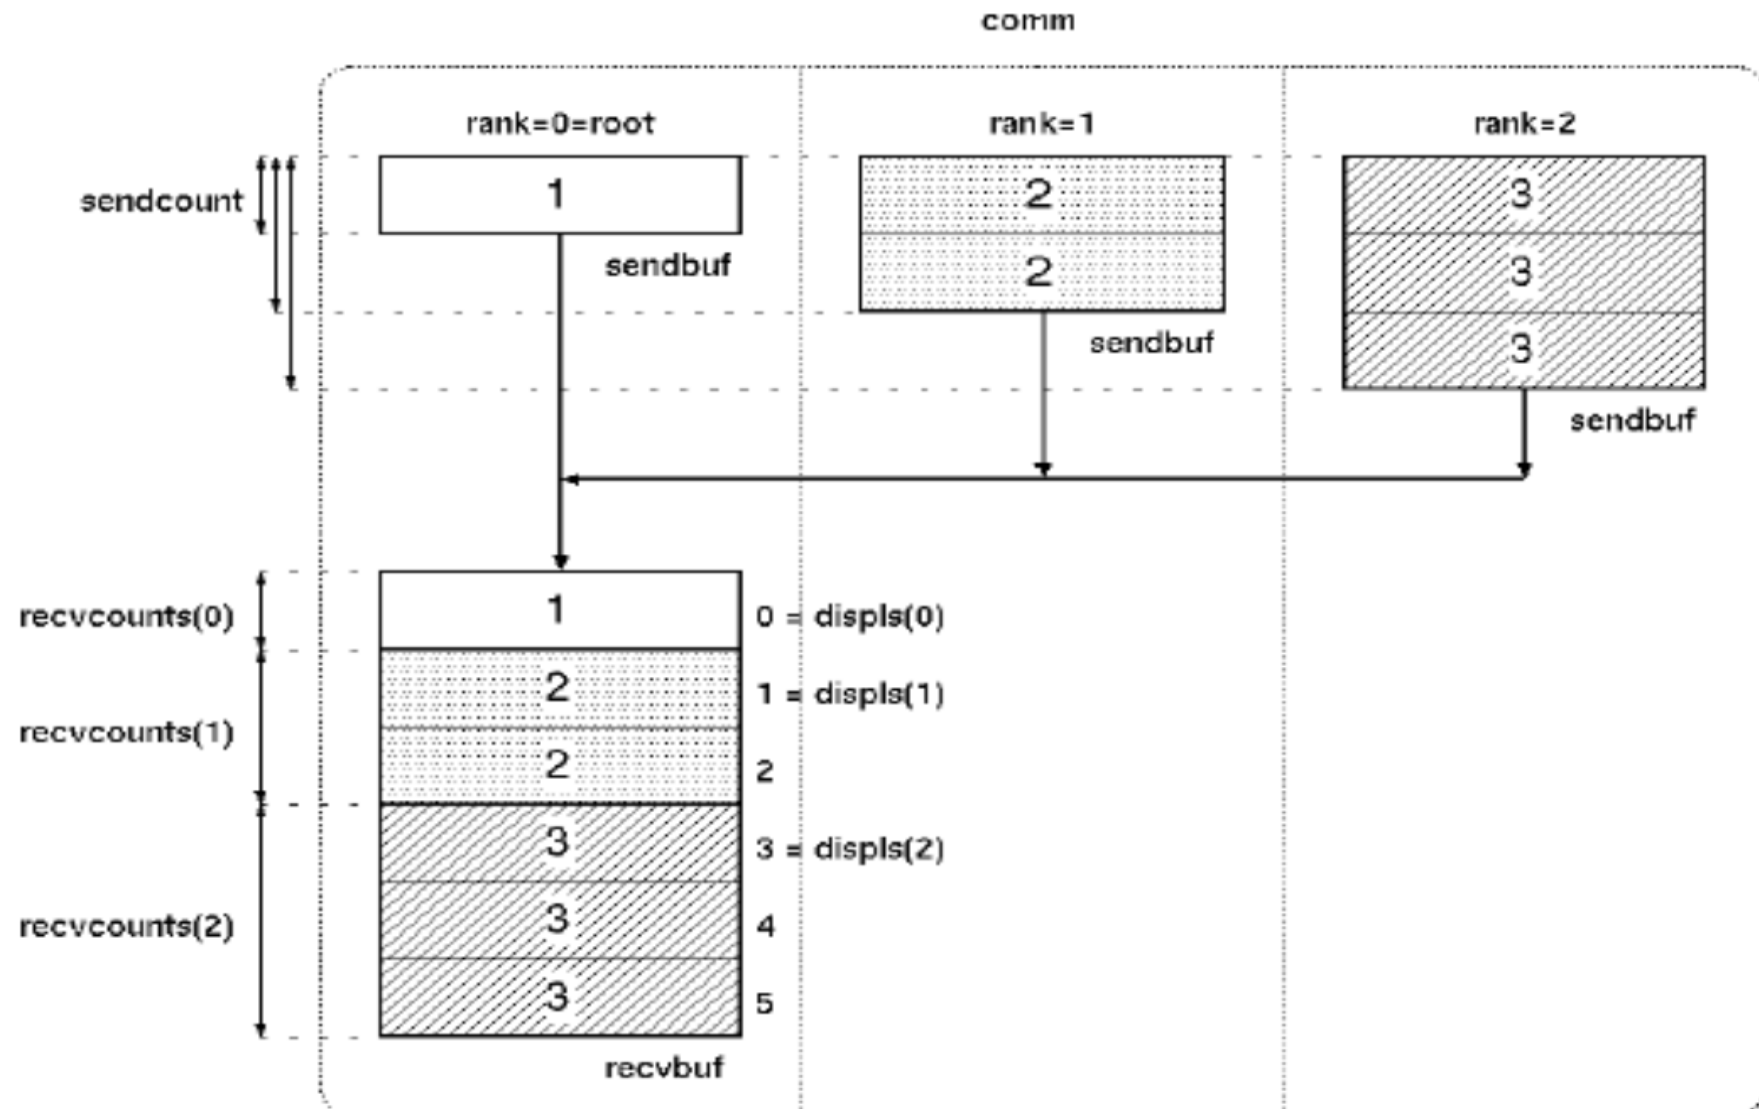 comm
rank=0=root rank=1 rank=2
sendcount 1 2 3
sendbuf 2 3
sendbuf 3
sendbuf
recvcounts(0) 1 0 = displs(0)
2 1 = displs(1)
recvcounts(1)
2 2
3 3 = displs(2)
recvcounts(2) 3 4
3 5
recvbuf